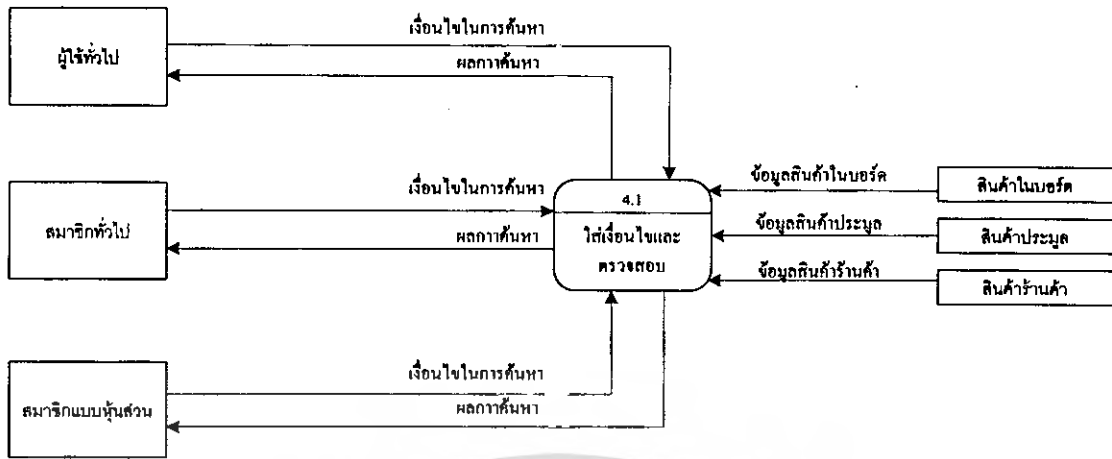 ผู้ใช้ทั่วไป
เงื่อนไขในการค้นหา
ผลกาาค้นหา
สมาชิกทั่วไป
เงื่อนไขในการค้นหา
ผลกาาค้นหา
4.1
ใส่เงื่อนไขและ
ตรวจสอบ
ข้อมูลสินค้าในบอร์ด
สินค้าในบอร์ด
ข้อมูลสินค้าประมูล
สินค้าประมูล
ข้อมูลสินค้าร้านค้า
สินค้าร้านค้า
สมาชิกแบบหุ้นส่วน
เงื่อนไขในการค้นหา
ผลกาาค้นหา